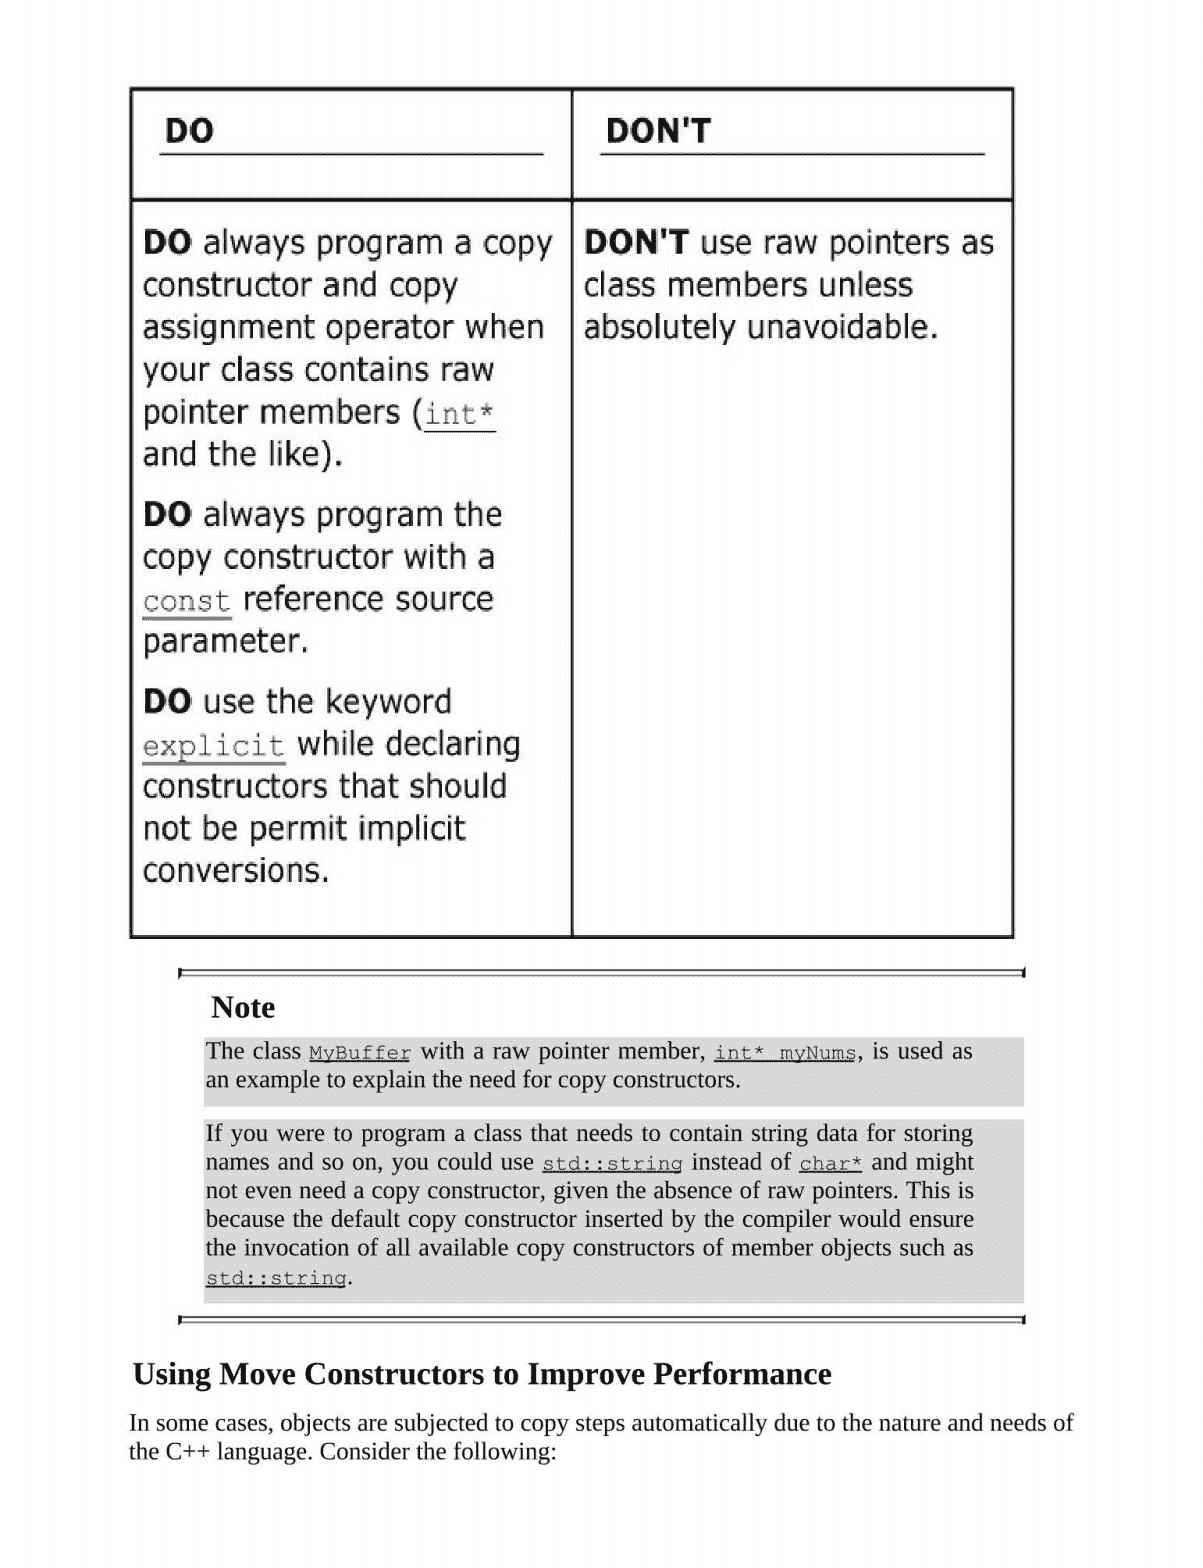 DO
DON'T
DO always program a copy
constructor and copy
assignment operator when
your class contains raw
pointer members (int*
and the like).
DO always program the
copy constructor with a
const reference source
parameter.
DO use the keyword
explicit while declaring
constructors that should
not be permit implicit
conversions.
DON'T use raw pointers as
class members unless
absolutely unavoidable.
Note
The class MyBuffer with a raw pointer member, int* myNums, is used as
an example to explain the need for copy constructors.
If you were to program a class that needs to contain string data for storing
names and so on, you could use std::string instead of char* and might
not even need a copy constructor, given the absence of raw pointers. This is
because the default copy constructor inserted by the compiler would ensure
the invocation of all available copy constructors of member objects such as
std::string.
Using Move Constructors to Improve Performance
In some cases, objects are subjected to copy steps automatically due to the nature and needs of
the C++ language. Consider the following: